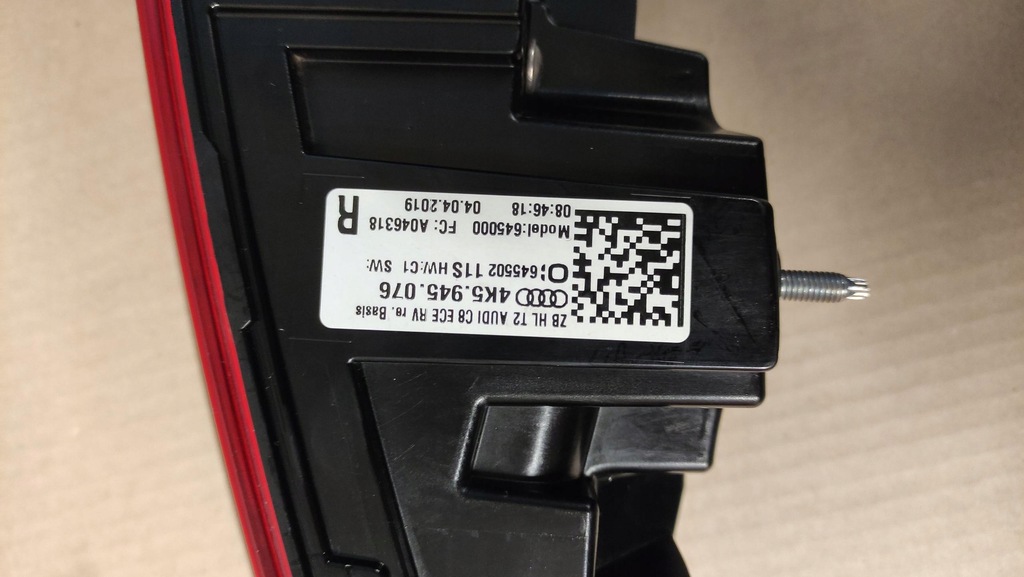 ZB HL T2 AUDI C8 ECE RV re. Basis
4K5.945.076
645502 11S HW:C1 SW:
Model:645000 FC: A046318
08:46:18 04.04.2019
R